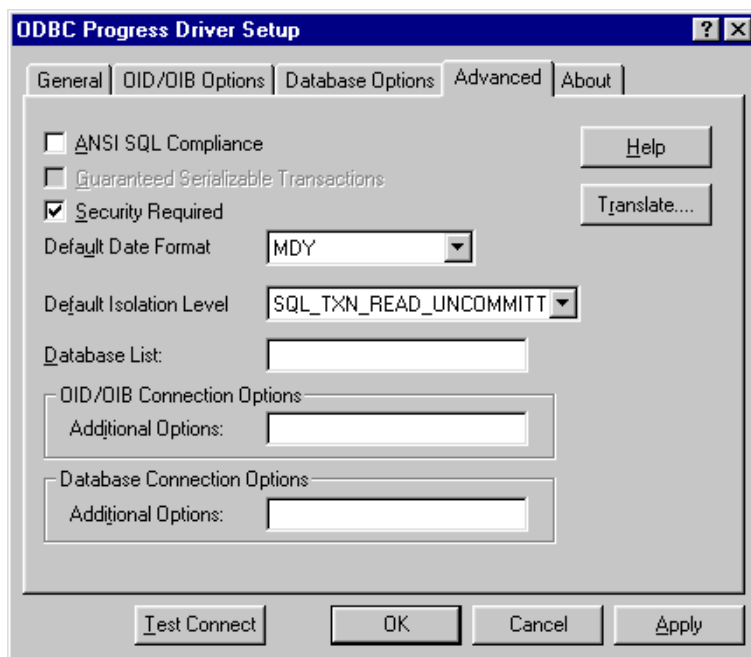 ODBC Progress Driver Setup
General OID/OIB Options Database Options Advanced About
ANSI SQL Compliance
Help
Guaranteed Serializable Transactions
Security Required
Translate....
Default Date Format MDY
Default Isolation Level SQL_TXN_READ_UNCOMMITT
Database List:
OID/OIB Connection Options
Additional Options:
Database Connection Options
Additional Options:
Test Connect OK Cancel Apply